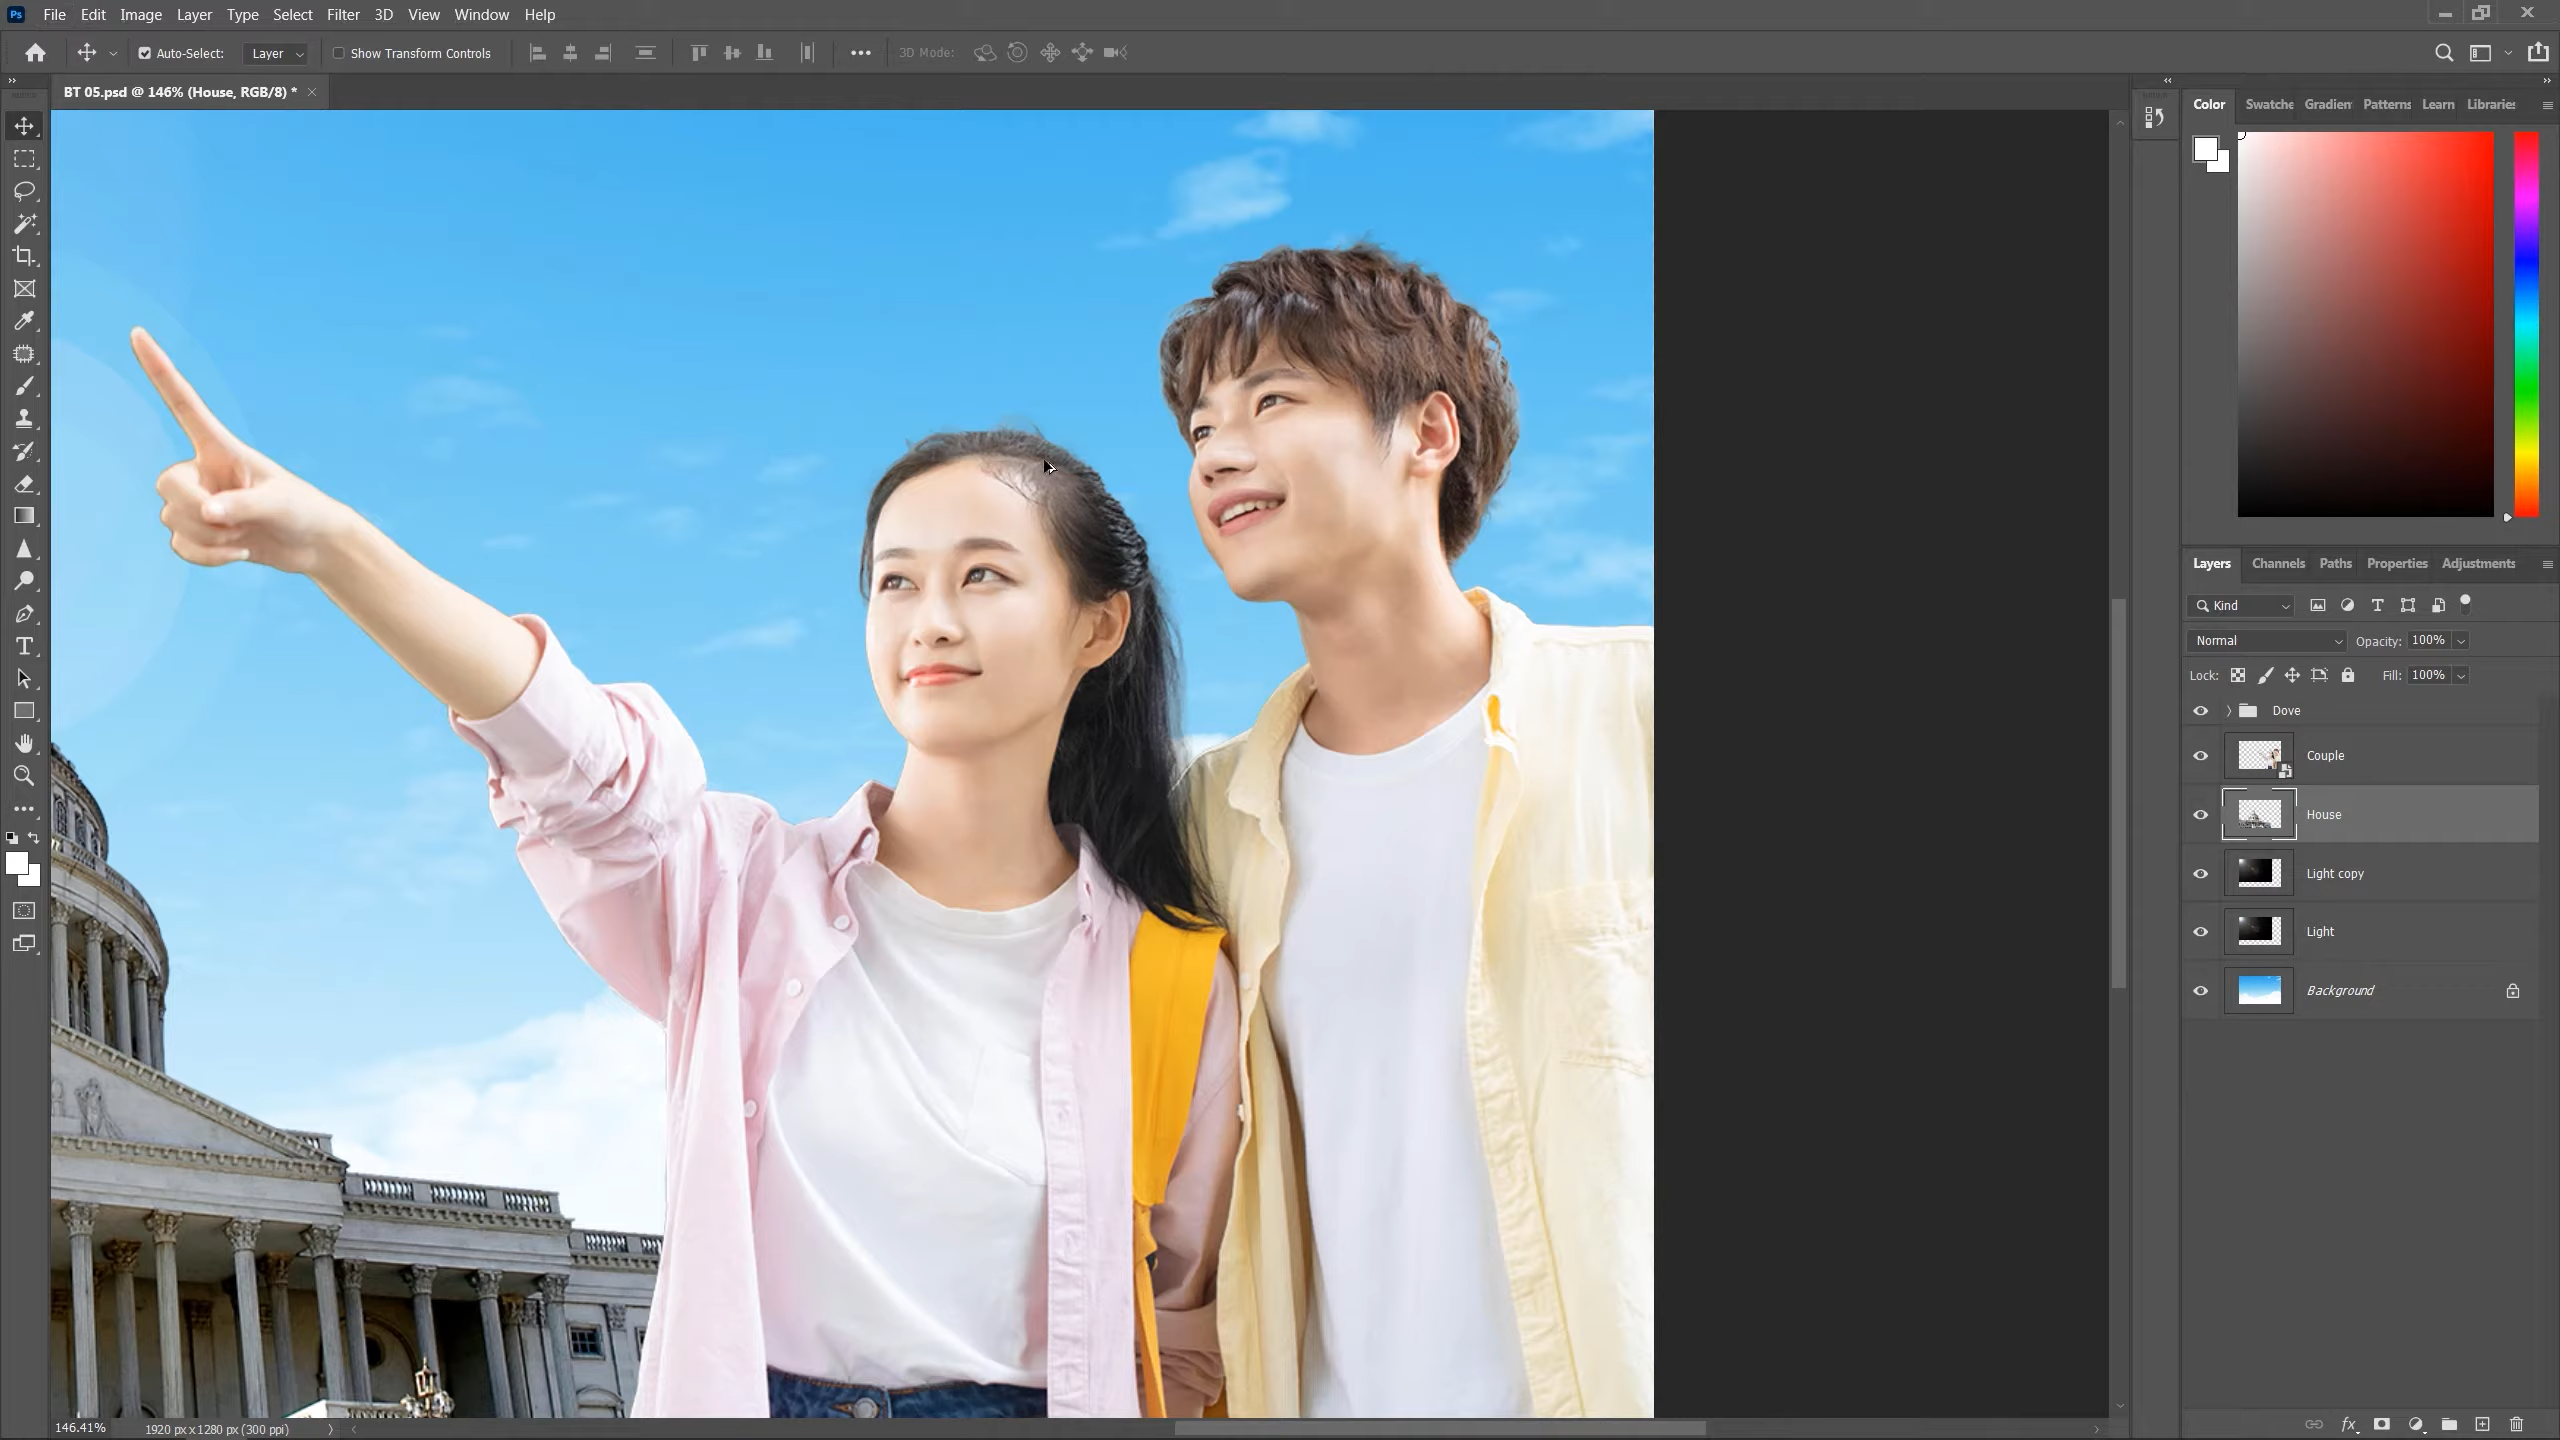 Ps File Edit Image Layer Type Select Filter 3D View Window Help
Auto-Select: Layer Show Transform Controls 3D Mode:
BT 05.psd @ 146% (House, RGB/8) *
Color Swatche Gradien Patterns Learn Libraries
Layers Channels Paths Properties Adjustments
Kind
Normal Opacity: 100%
Lock: Fill: 100%
Dove
Couple
House
Light copy
Light
Background
fx
146.41% 1920 px x 1280 px (300 ppi)